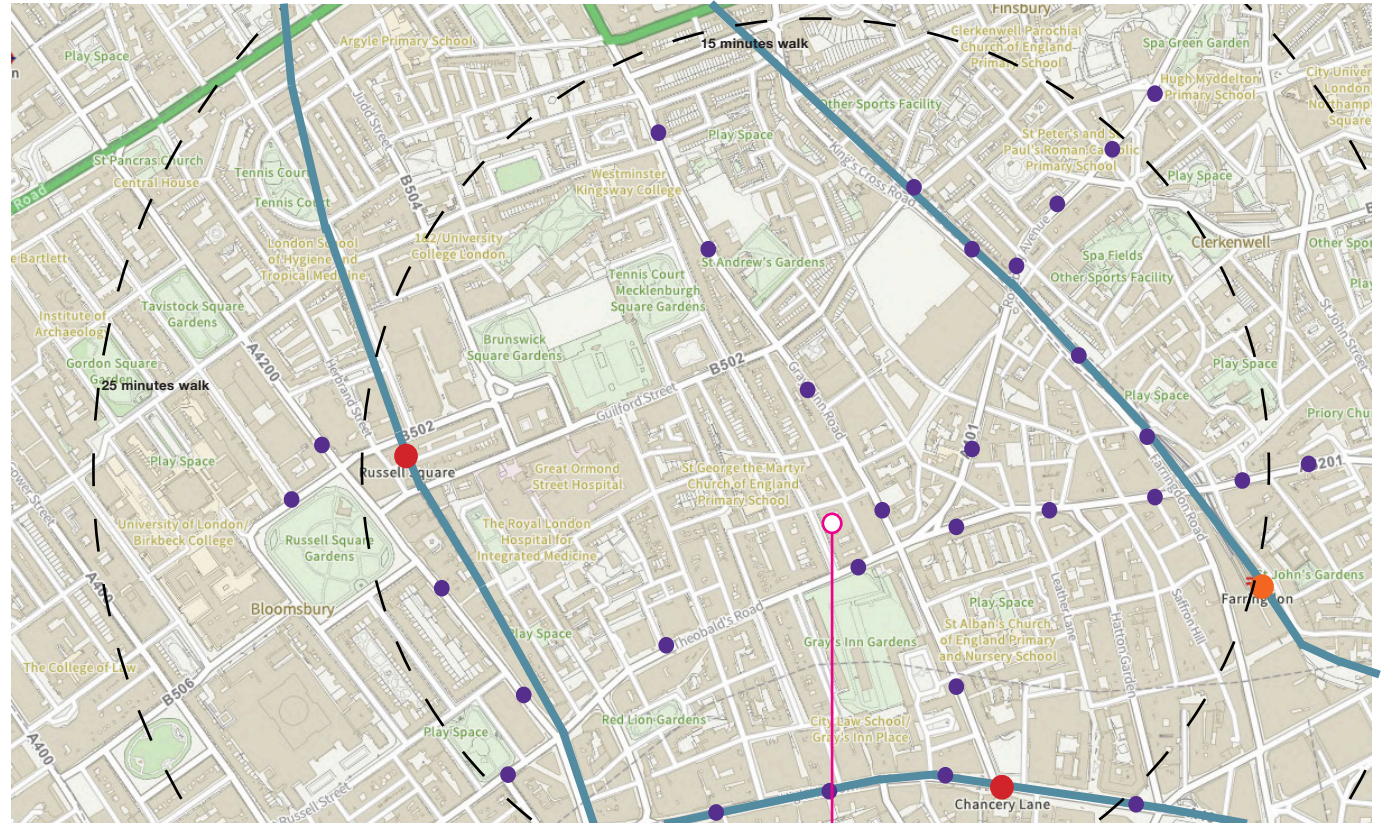 Finsbury
15 minutes walk
Argyle Primary School
Clerkenwell Parochial
Church of England
Primary School
Spa Green Garden
Play Space
n
Hugh Myddelton
Primary School
City Univer
London
Northamp
Square
Judd Street
Other Sports Facility
Play Space
St Peter's and St
Paul's Roman Catholic
Primary School
King's Cross Road
St Pancras Church
Central House
Tennis Court
Tennis Court
Road
B504
Westminster
Kingsway College
Play Space
Avenue
Clerkenwell
Other Spor
e Bartlett
London School
of Hygiene and
Tropical Medicine
182/University
College London
St Andrew's Gardens
Spa Fields
Other Sports Facility
Tennis Court
Mecklenburgh
Square Gardens
Tavistock Square
Gardens
Play
Institute of
Archaeology
St John Street
Brunswick
Square Gardens
Gordon Square
Garden
A4200
Herbrand Street
B502
Play Space
25 minutes walk
Guilford Street
Gray's Inn Road
Play Space
Priory Chu
B502
Russell Square
Play Space
Great Ormond
Street Hospital
St George the Martyr
Church of England
Primary School
Farringdon Road
201
University of London/
Birkbeck College
The Royal London
Hospital for
Integrated Medicine
Russell Square
Gardens
St John's Gardens
Farringdon
Bloomsbury
Play Space
Leather Lane
Saffron Hill
Hatton Garden
Play Space
Theobald's Road
Gray's Inn Gardens
St Alban's Church
of England Primary
and Nursery School
The College of Law
B506
A400
Red Lion Gardens
City Law School/
Gray's Inn Place
Play Space
Russell Street
Chancery Lane